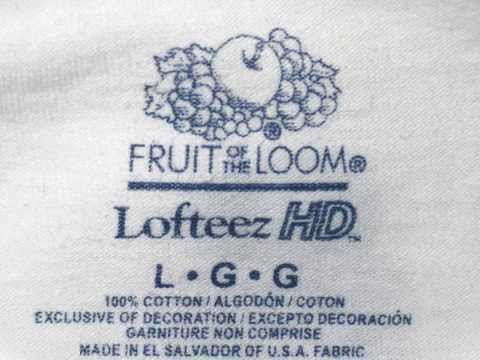 ®
FRUIT OF THE LOOM®
Lofteez HD™
L • G • G
100% COTTON / ALGODÓN / COTON
EXCLUSIVE OF DECORATION / EXCEPTO DECORACIÓN
GARNITURE NON COMPRISE
MADE IN EL SALVADOR OF U.S.A. FABRIC